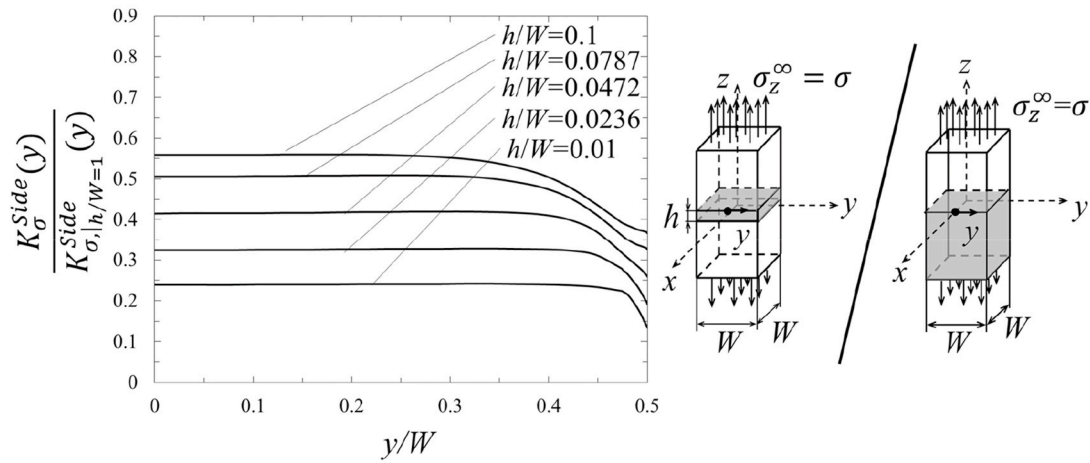 0.9
0.8
0.7
0.6
0.5
0.4
0.3
0.2
0.1
0
0
0.1
0.2
0.3
0.4
0.5
y/W
K_σ^{Side}(y)
K_{σ,|h/W=1}^{Side}(y)
h/W=0.1
h/W=0.0787
h/W=0.0472
h/W=0.0236
h/W=0.01
z
σ_z^∞ = σ
h
y
y
x
W
W
z
σ_z^∞=σ
y
y
x
W
W